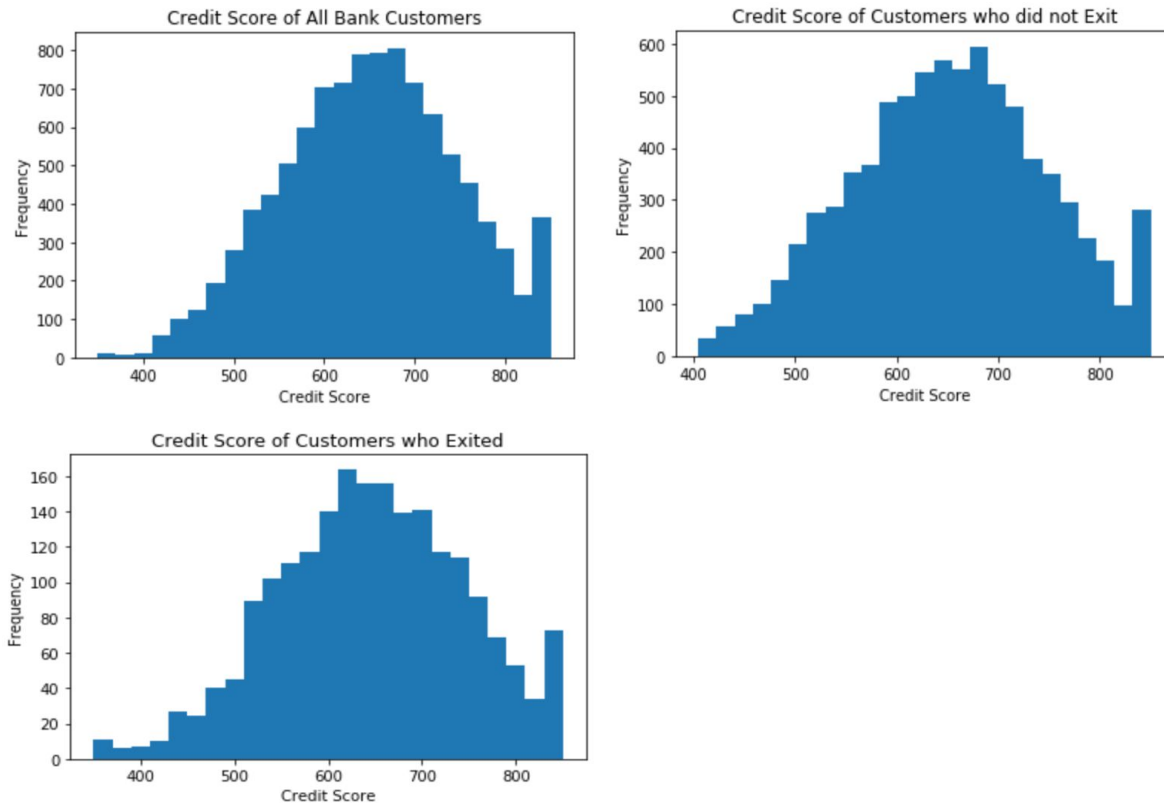 Credit Score of All Bank Customers
800
700
600
500
400
300
200
100
0
Frequency
400 500 600 700 800
Credit Score
Credit Score of Customers who did not Exit
600
500
400
300
200
100
0
Frequency
400 500 600 700 800
Credit Score
Credit Score of Customers who Exited
160
140
120
100
80
60
40
20
0
Frequency
400 500 600 700 800
Credit Score